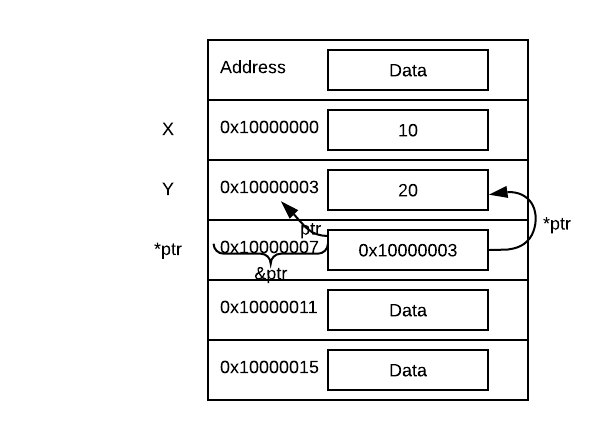 Address Data
X 0x10000000 10
Y 0x10000003 20
ptr *ptr
*ptr 0x10000007 0x10000003
&ptr
0x10000011 Data
0x10000015 Data